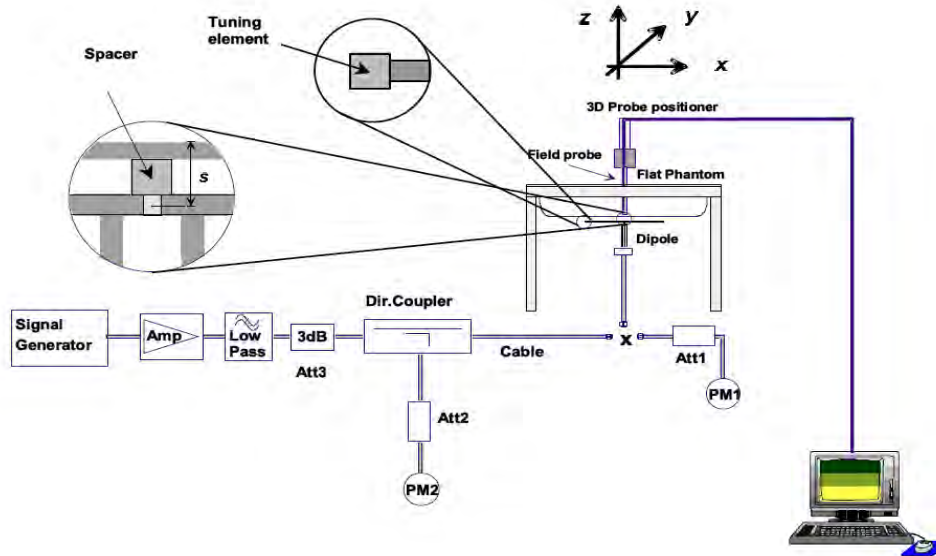 Tuning
element
Spacer
s
z
y
x
3D Probe positioner
Field probe
Flat Phantom
Dipole
Signal
Generator
Amp
Low
Pass
3dB
Att3
Dir.Coupler
Cable
x
Att1
PM1
Att2
PM2